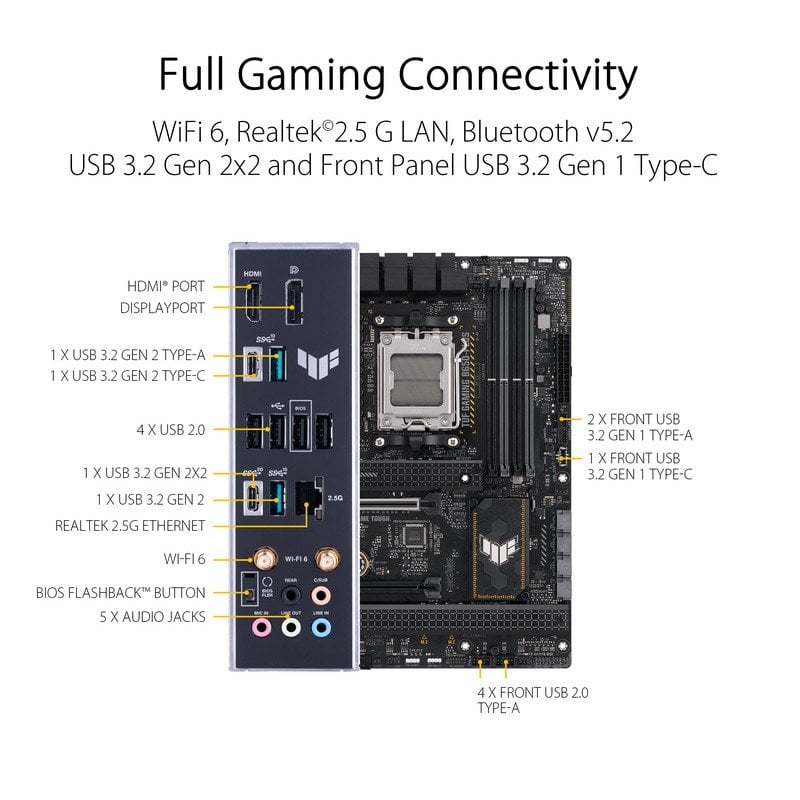 Full Gaming Connectivity
WiFi 6, Realtek©2.5 G LAN, Bluetooth v5.2
USB 3.2 Gen 2x2 and Front Panel USB 3.2 Gen 1 Type-C
HDMI
HDMI® PORT
DISPLAYPORT
1 X USB 3.2 GEN 2 TYPE-A
1 X USB 3.2 GEN 2 TYPE-C
BIOS
4 X USB 2.0
1 X USB 3.2 GEN 2X2
1 X USB 3.2 GEN 2
2.5G
REALTEK 2.5G ETHERNET
WI-FI 6
WI-FI 6
BIOS FLASHBACK™ BUTTON
BIOS
FLBK
REAR
C/SUB
5 X AUDIO JACKS
MIC IN
LINE OUT
LINE IN
TUF GAMING
2 X FRONT USB
3.2 GEN 1 TYPE-A
1 X FRONT USB
3.2 GEN 1 TYPE-C
4 X FRONT USB 2.0
TYPE-A